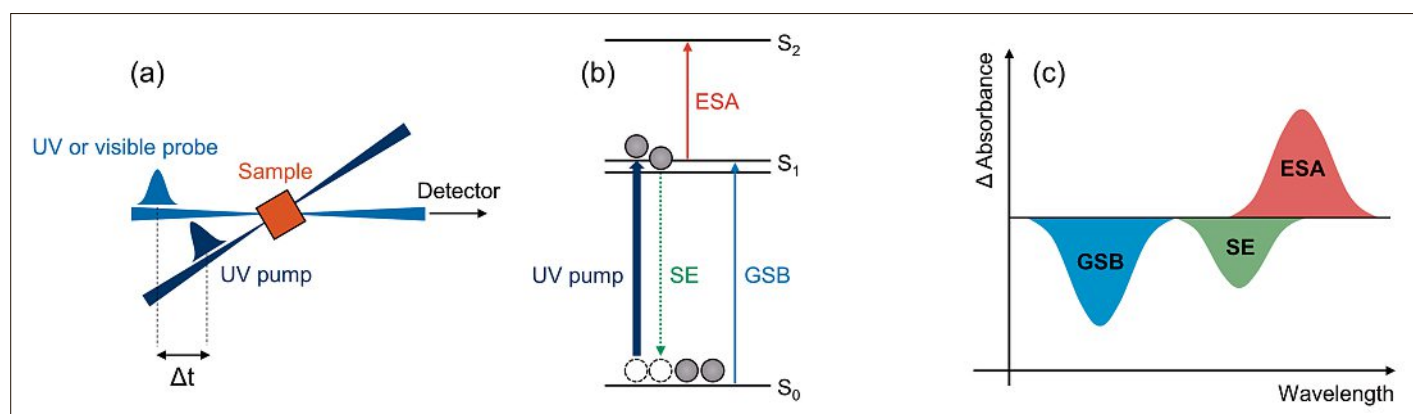 (a)
UV or visible probe
Sample
Detector
UV pump
Δt
(b)
S2
ESA
S1
UV pump
SE
GSB
S0
(c)
Δ Absorbance
ESA
GSB
SE
Wavelength